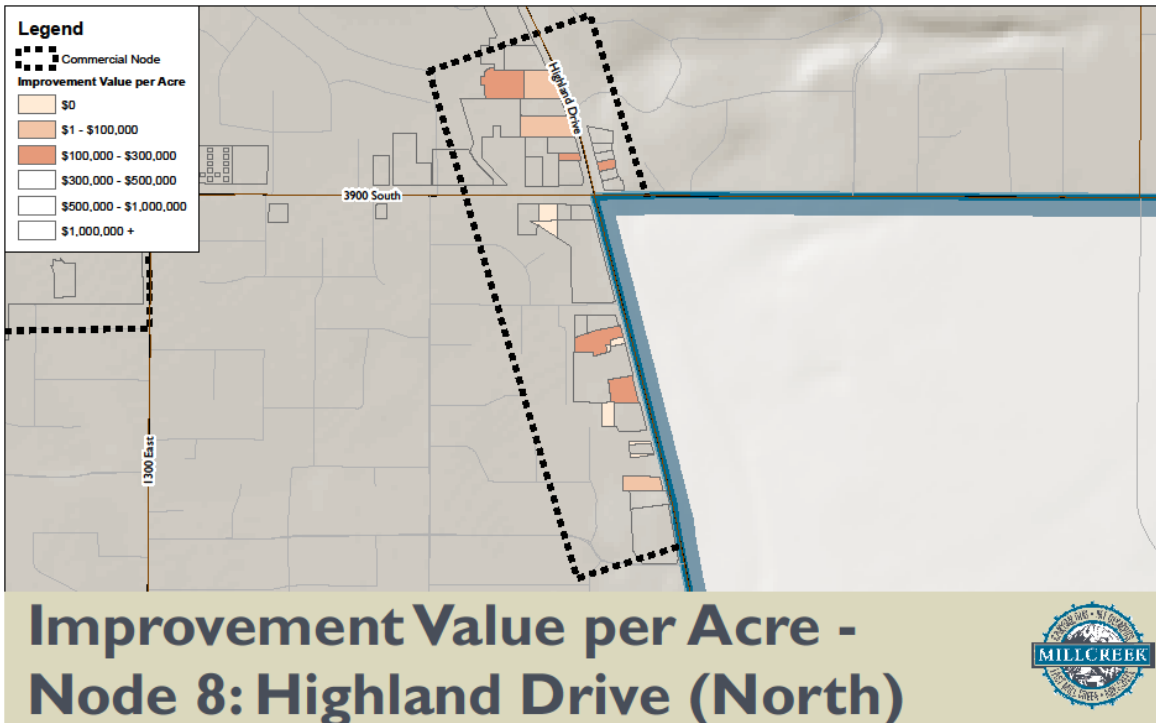 Legend
Commercial Node
Improvement Value per Acre
$0
$1 - $100,000
$100,000 - $300,000
$300,000 - $500,000
$500,000 - $1,000,000
$1,000,000 +
Highland Drive
3900 South
1300 East
Improvement Value per Acre -
Node 8: Highland Drive (North)
MILLCREEK